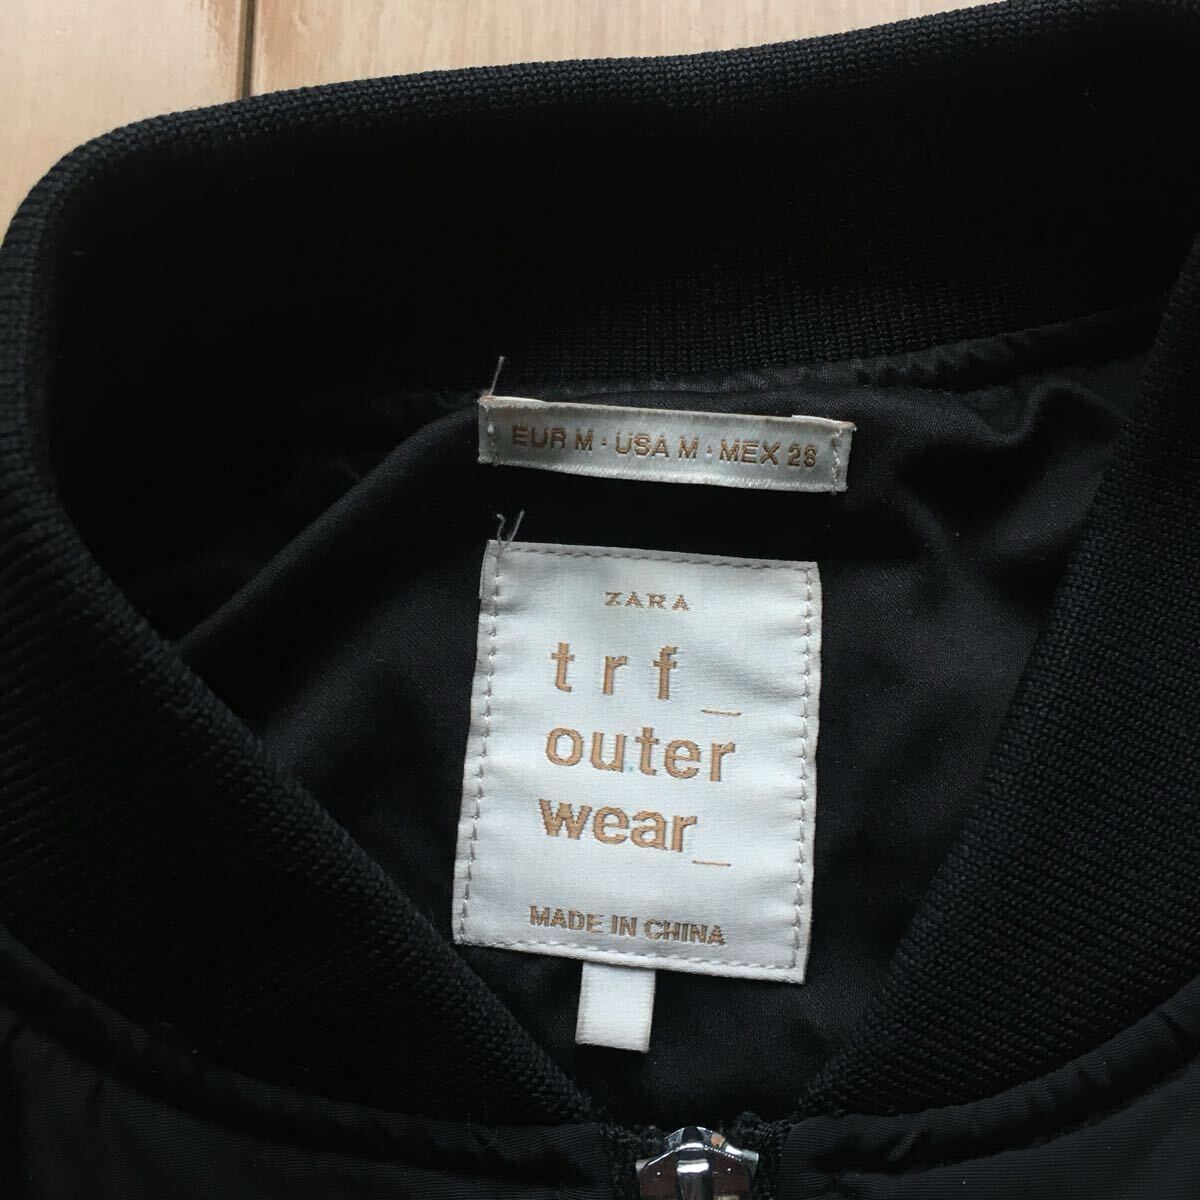 EUR M · USA M · MEX 28
ZARA
trf_
outer
wear_
MADE IN CHINA